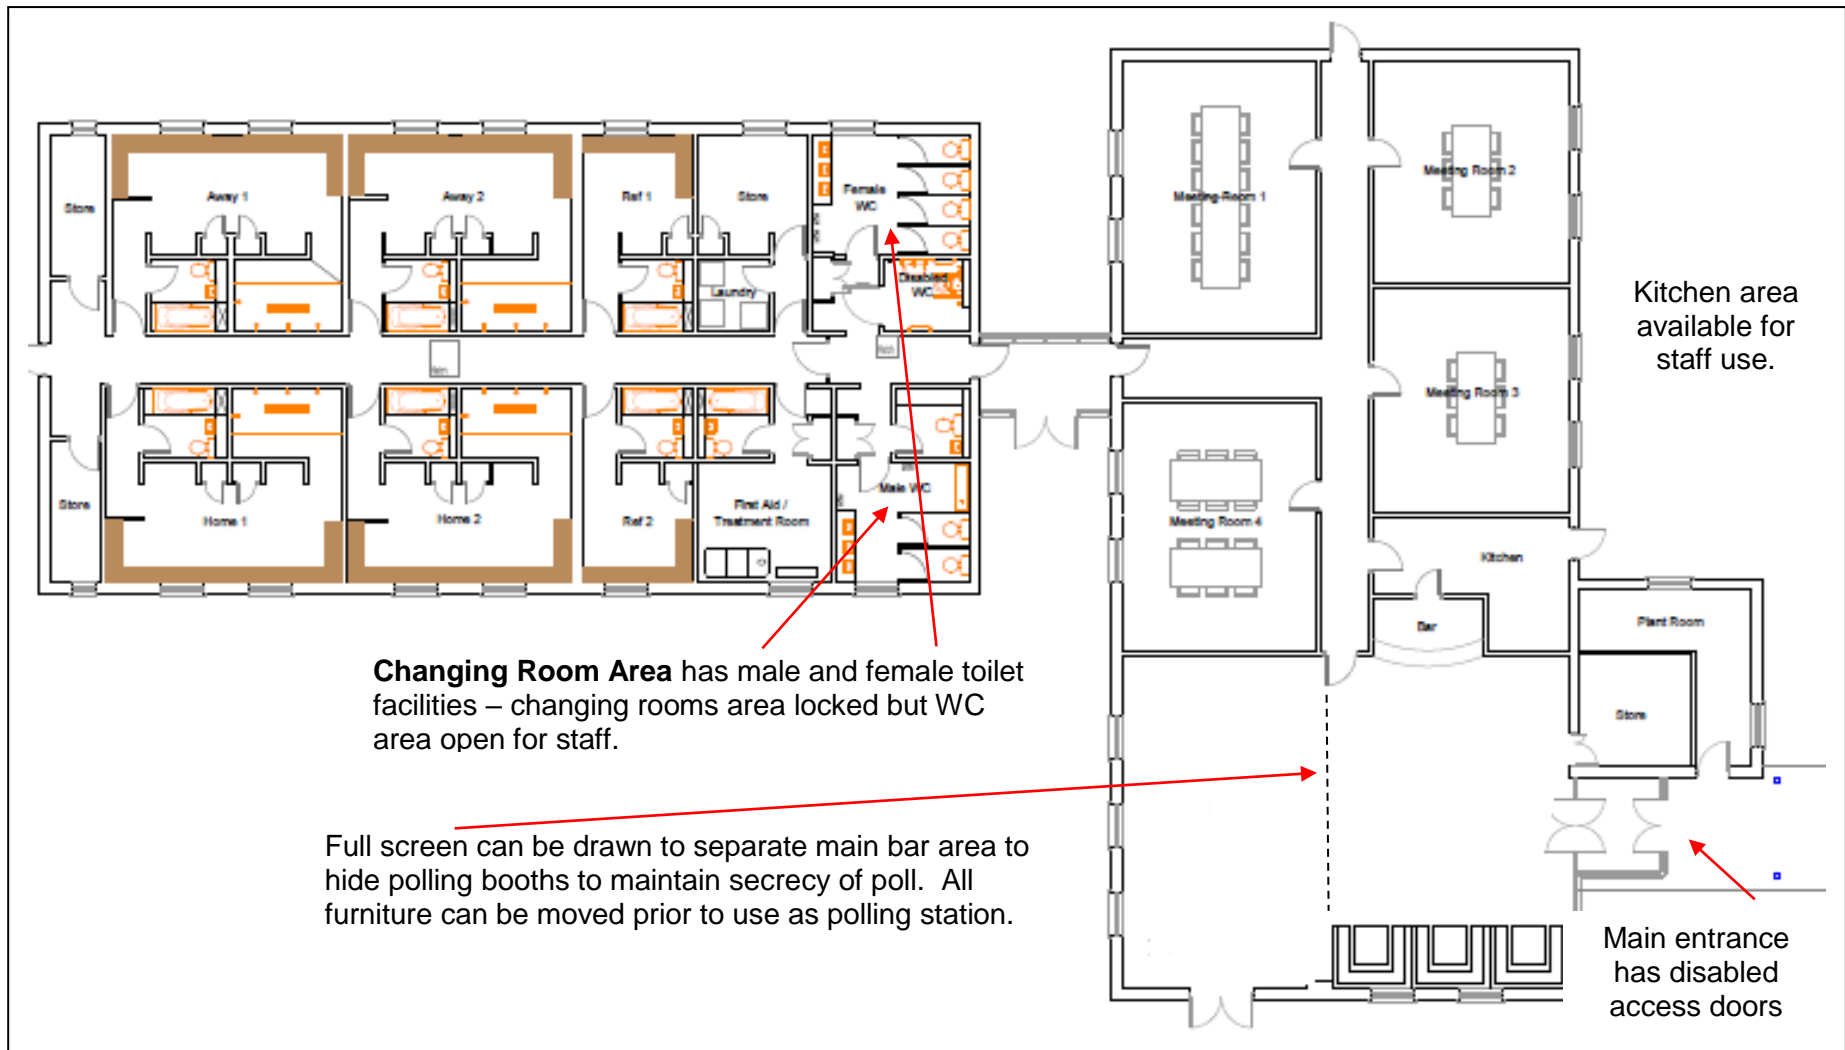 Away 1
Away 2
Ref 1
Store
Female
WC
Store
Disabled
WC
Laundry
Meeting Room 1
Meeting Room 2
Kitchen area
available for
staff use.
Meeting Room 3
Store
Home 1
Home 2
Ref 2
First Aid /
Treatment Room
Male WC
Meeting Room 4
Kitchen
Bar
Plant Room
Store
Changing Room Area has male and female toilet
facilities – changing rooms area locked but WC
area open for staff.
Full screen can be drawn to separate main bar area to
hide polling booths to maintain secrecy of poll. All
furniture can be moved prior to use as polling station.
Main entrance
has disabled
access doors